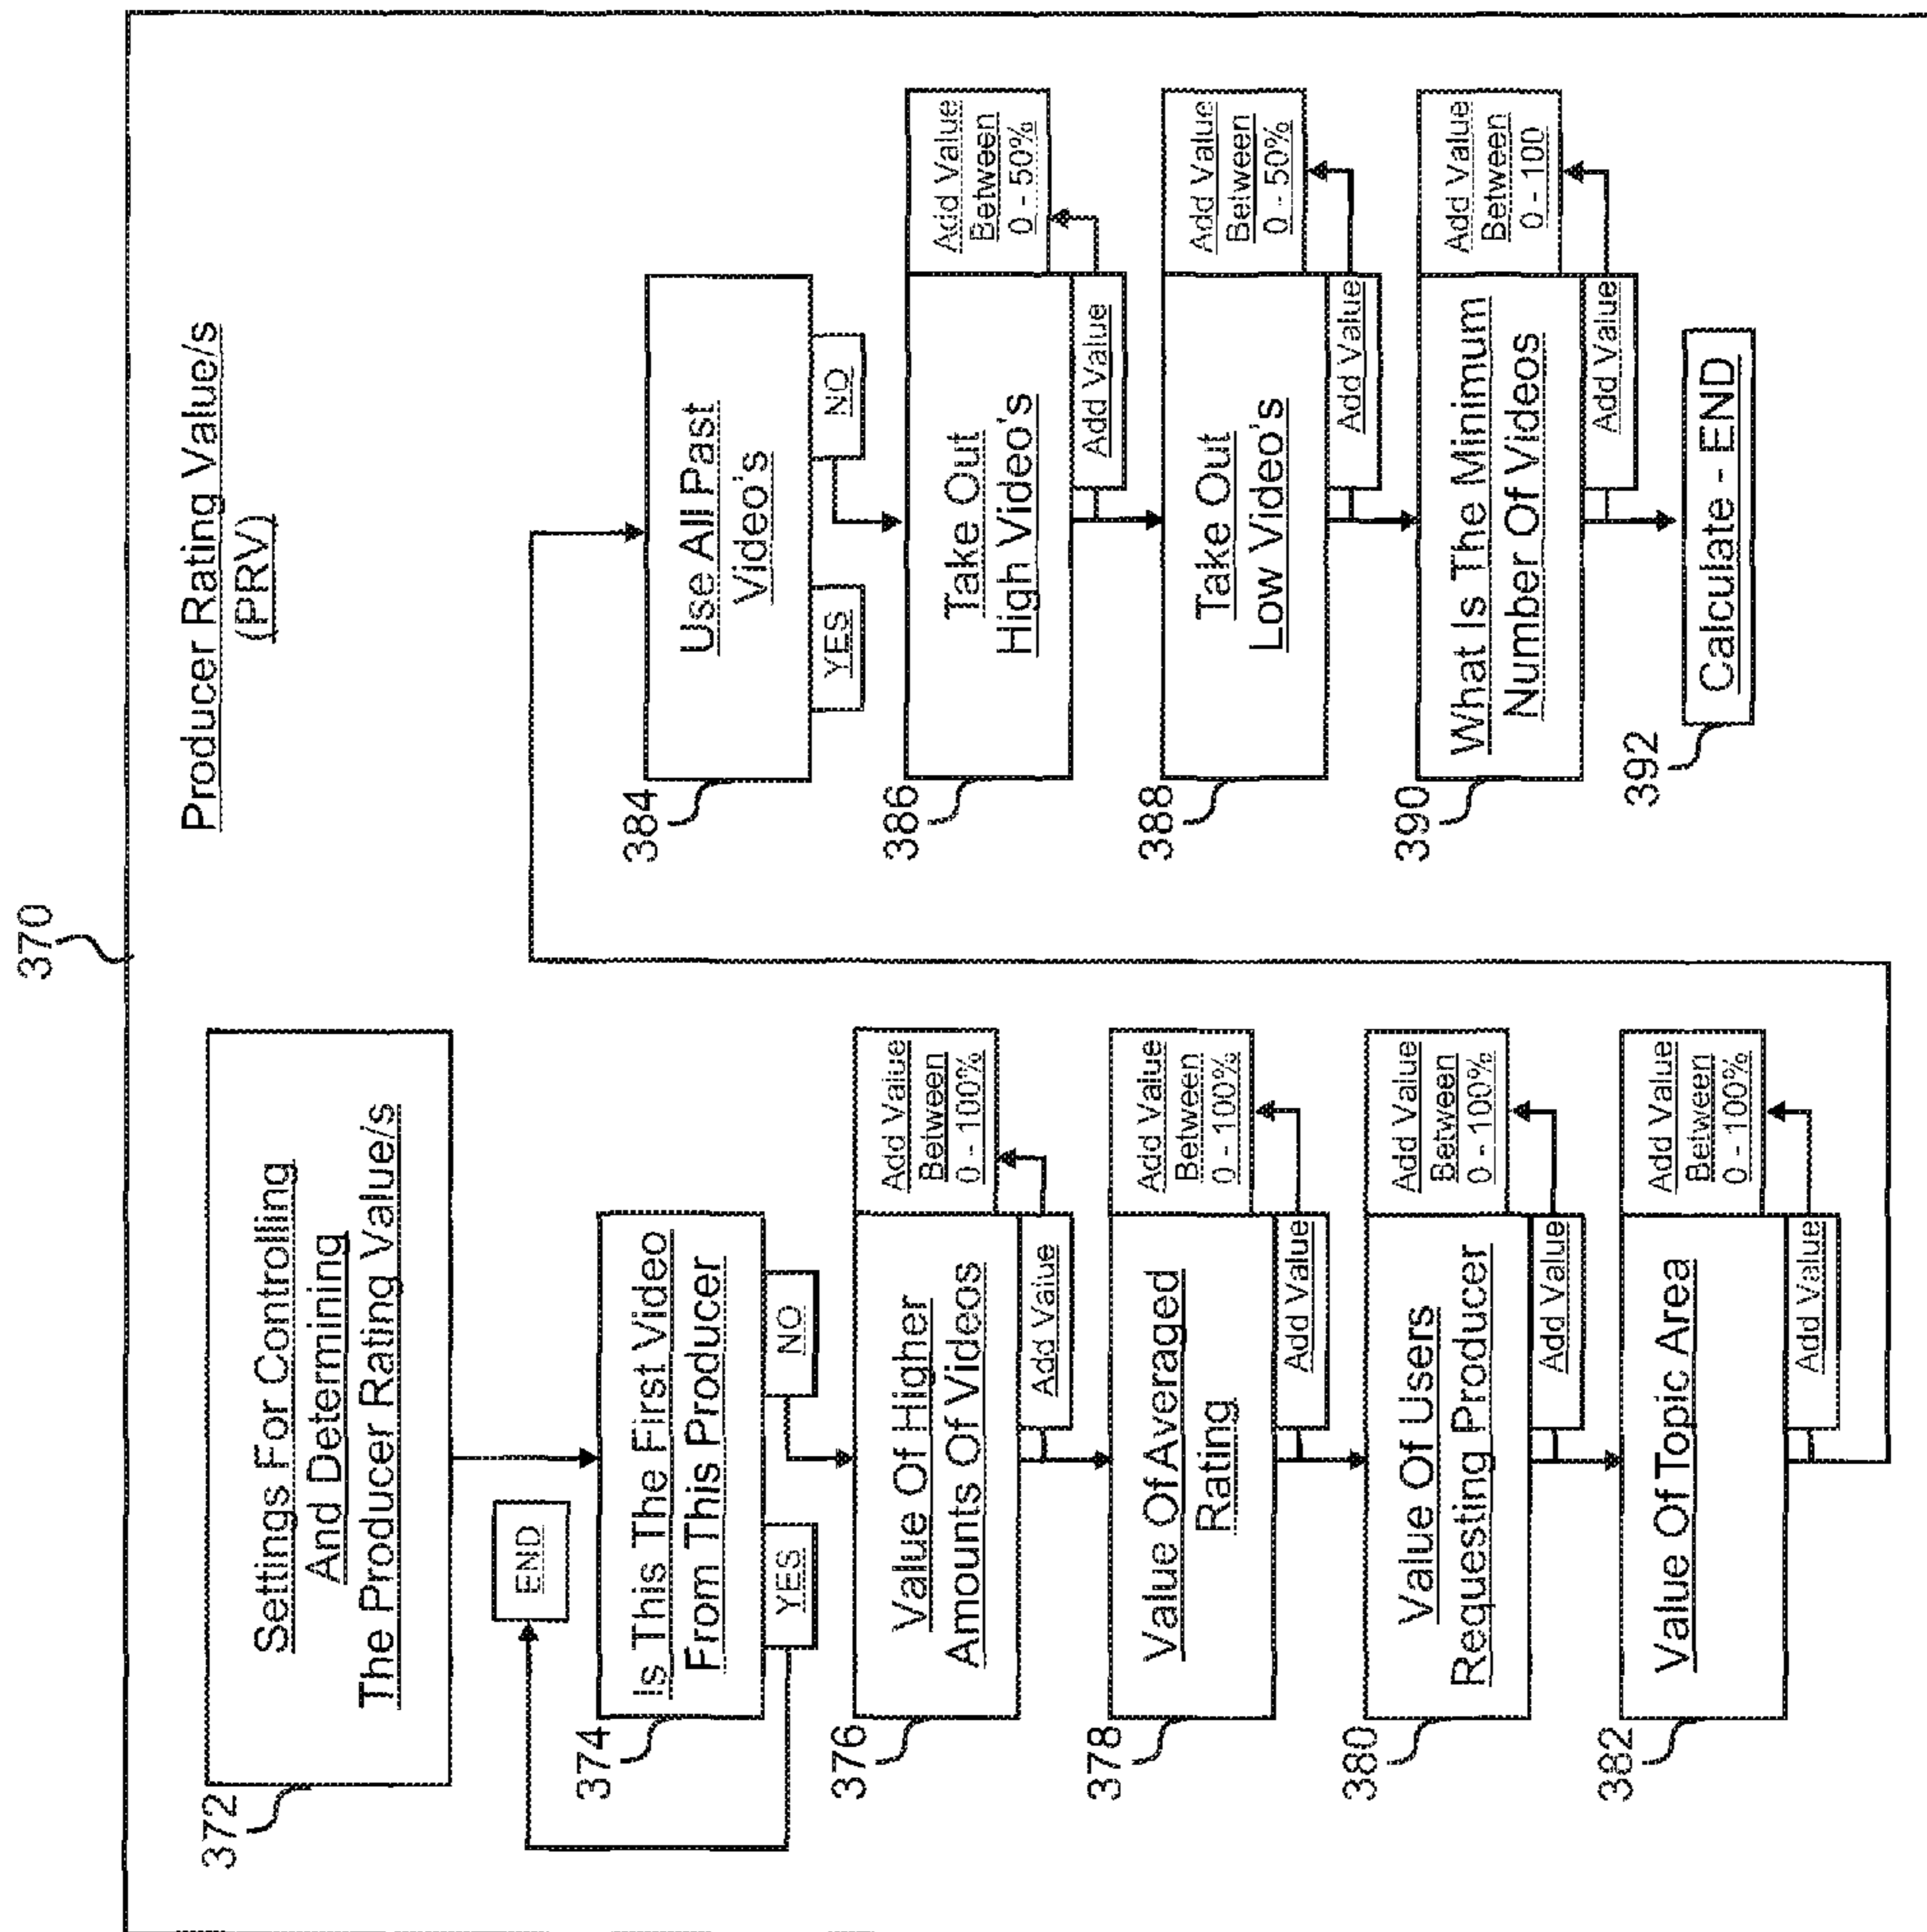 370
Producer Rating Value/s
(PRV)
372
Settings For Controlling
And Determining
The Producer Rating Value/s
END
374
Is This The First Video
From This Producer
YES
NO
376
Value Of Higher
Amounts Of Videos
Add Value
Add Value
Between
0 - 100%
378
Value Of Averaged
Rating
Add Value
Add Value
Between
0 - 100%
380
Value Of Users
Requesting Producer
Add Value
Add Value
Between
0 - 100%
382
Value Of Topic Area
Add Value
Add Value
Between
0 - 100%
384
Use All Past
Video's
YES
NO
386
Take Out
High Video's
Add Value
Add Value
Between
0 - 50%
388
Take Out
Low Video's
Add Value
Add Value
Between
0 - 50%
390
What Is The Minimum
Number Of Videos
Add Value
Add Value
Between
0 - 100
392
Calculate - END